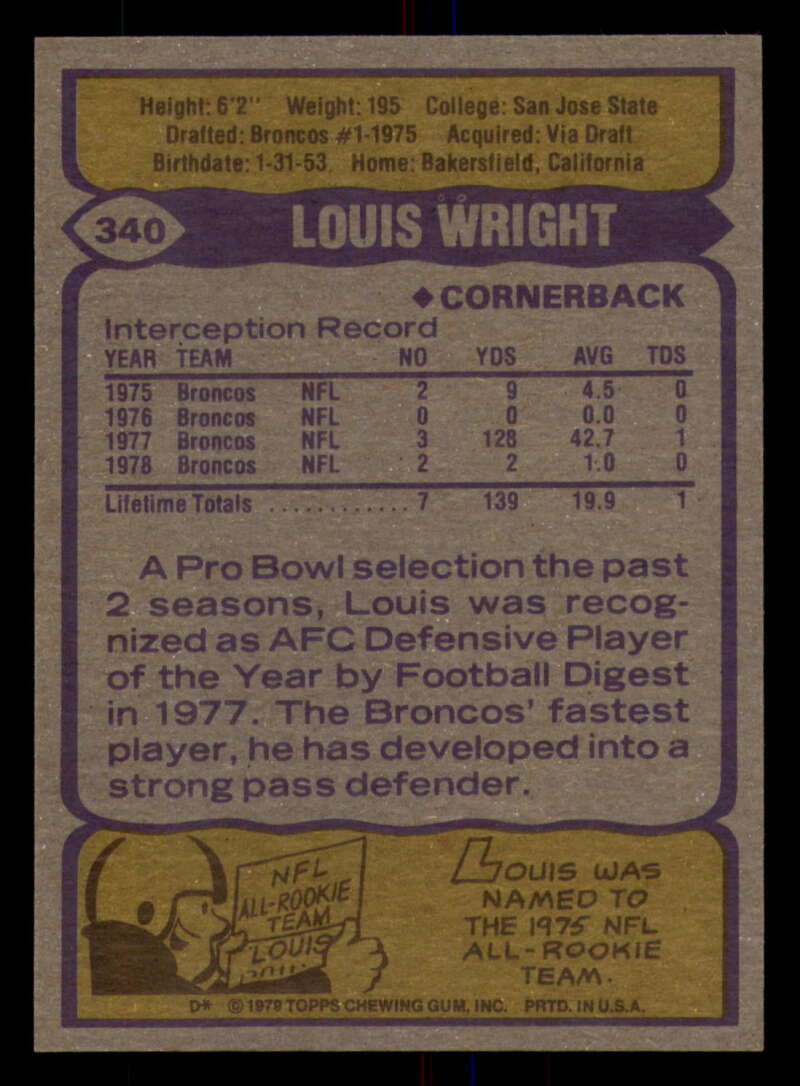 Height: 6'2" Weight: 195 College: San Jose State
Drafted: Broncos #1-1975 Acquired: Via Draft
Birthdate: 1-31-53 Home: Bakersfield, California
340 LOUIS WRIGHT
◆ CORNERBACK
Interception Record
YEAR TEAM NO YDS AVG TDS
1975 Broncos NFL 2 9 4.5 0
1976 Broncos NFL 0 0 0.0 0
1977 Broncos NFL 3 128 42.7 1
1978 Broncos NFL 2 2 1.0 0
Lifetime Totals ............ 7 139 19.9 1
A Pro Bowl selection the past
2 seasons, Louis was recog-
nized as AFC Defensive Player
of the Year by Football Digest
in 1977. The Broncos' fastest
player, he has developed into a
strong pass defender.
NFL
ALL-ROOKIE
TEAM
LOUIS
LOUIS WAS
NAMED TO
THE 1975 NFL
ALL-ROOKIE
TEAM.
D* © 1979 TOPPS CHEWING GUM, INC. PRTD. IN U.S.A.